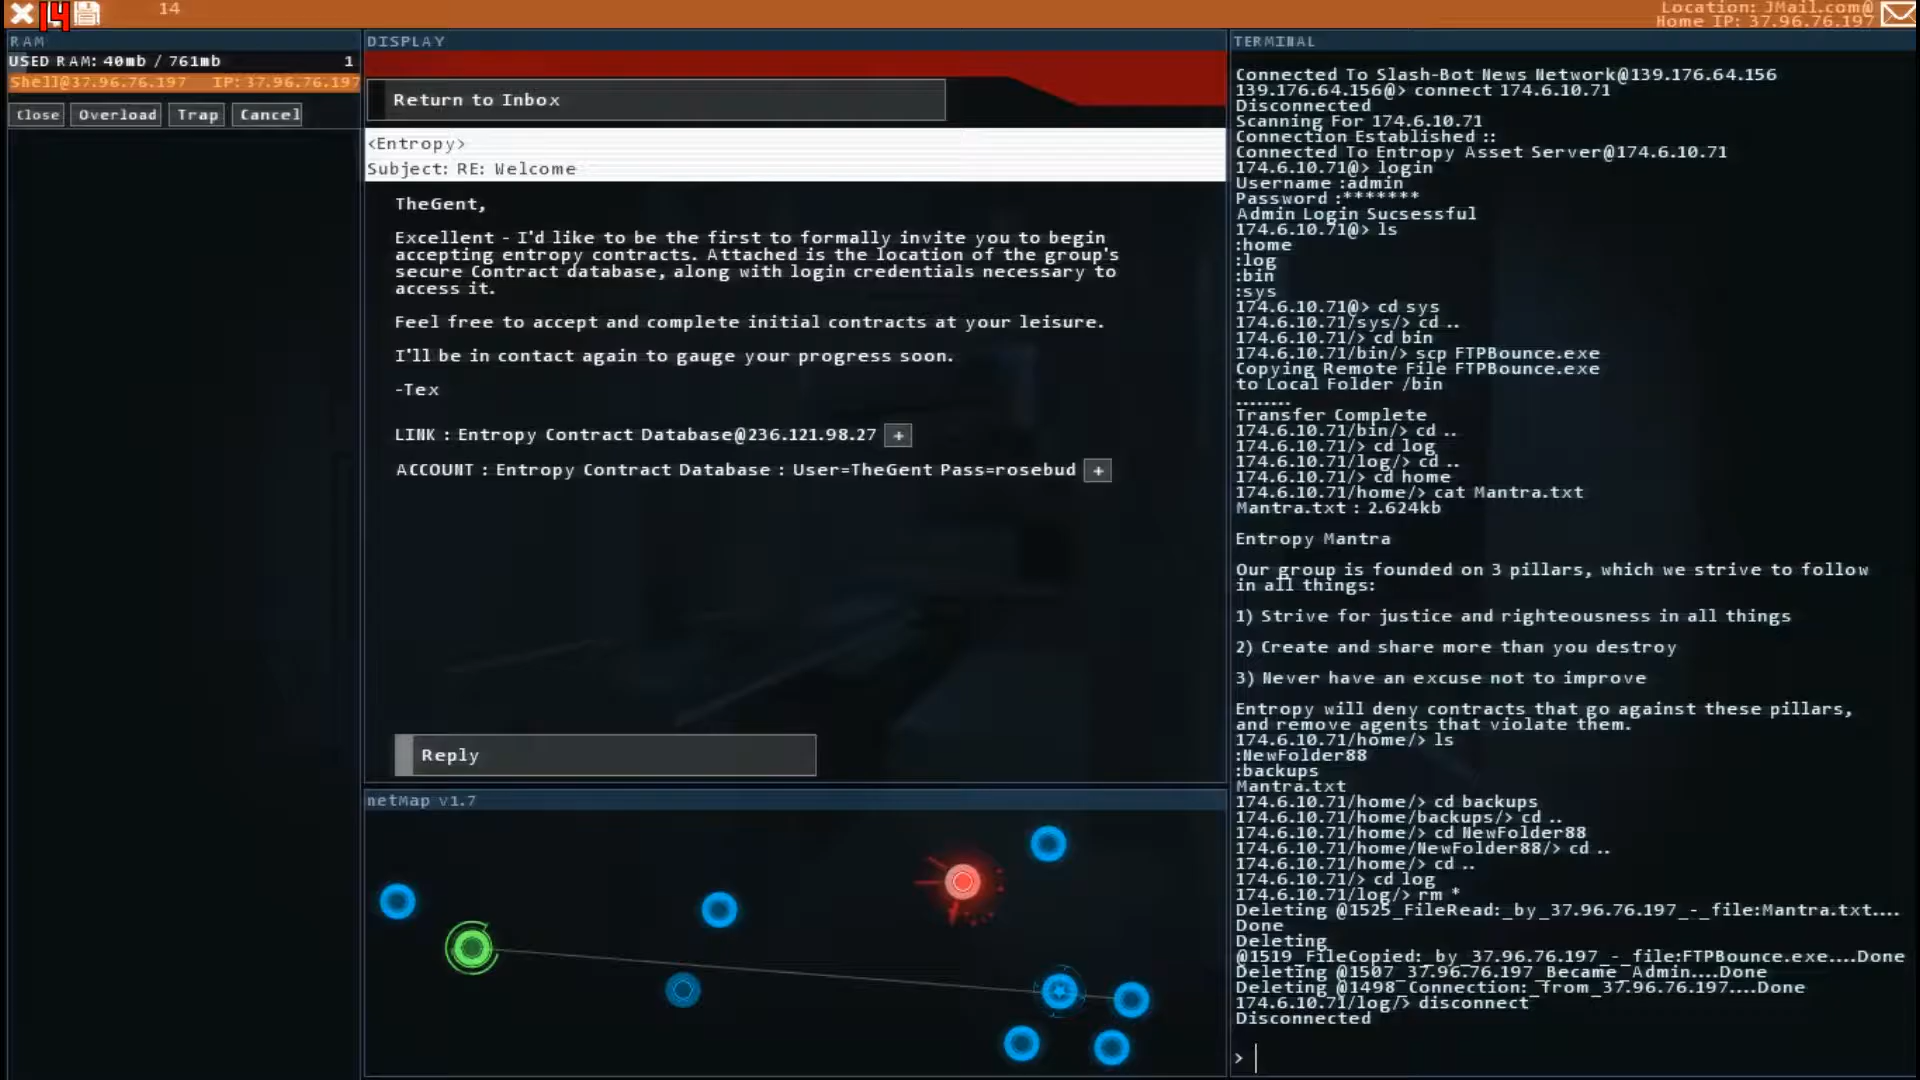 14
14
Location: JMail.com@
Home IP: 37.96.76.197
RAM
USED RAM: 40mb / 761mb 1
Shell@37.96.76.197 IP: 37.96.76.197
Close Overload Trap Cancel
DISPLAY
Return to Inbox
<Entropy>
Subject: RE: Welcome
TheGent,
Excellent - I'd like to be the first to formally invite you to begin
accepting entropy contracts. Attached is the location of the group's
secure Contract database, along with login credentials necessary to
access it.
Feel free to accept and complete initial contracts at your leisure.
I'll be in contact again to gauge your progress soon.
-Tex
LINK : Entropy Contract Database@236.121.98.27 +
ACCOUNT : Entropy Contract Database : User=TheGent Pass=rosebud +
Reply
netMap v1.7
TERMINAL
Connected To Slash-Bot News Network@139.176.64.156
139.176.64.156@> connect 174.6.10.71
Disconnected
Scanning For 174.6.10.71
Connection Established ::
Connected To Entropy Asset Server@174.6.10.71
174.6.10.71@> login
Username :admin
Password :*******
Admin Login Sucsessful
174.6.10.71@> ls
:home
:log
:bin
:sys
174.6.10.71@> cd sys
174.6.10.71/sys/> cd ..
174.6.10.71/> cd bin
174.6.10.71/bin/> scp FTPBounce.exe
Copying Remote File FTPBounce.exe
to Local Folder /bin
........
Transfer Complete
174.6.10.71/bin/> cd ..
174.6.10.71/> cd log
174.6.10.71/log/> cd ..
174.6.10.71/> cd home
174.6.10.71/home/> cat Mantra.txt
Mantra.txt : 2.624kb
Entropy Mantra
Our group is founded on 3 pillars, which we strive to follow
in all things:
1) Strive for justice and righteousness in all things
2) Create and share more than you destroy
3) Never have an excuse not to improve
Entropy will deny contracts that go against these pillars,
and remove agents that violate them.
174.6.10.71/home/> ls
:NewFolder88
:backups
Mantra.txt
174.6.10.71/home/> cd backups
174.6.10.71/home/backups/> cd ..
174.6.10.71/home/> cd NewFolder88
174.6.10.71/home/NewFolder88/> cd ..
174.6.10.71/home/> cd ..
174.6.10.71/> cd log
174.6.10.71/log/> rm *
Deleting @1525_FileRead:_by_37.96.76.197_-_file:Mantra.txt....
Done
Deleting
@1519_FileCopied:_by_37.96.76.197_-_file:FTPBounce.exe....Done
Deleting @1507_37.96.76.197_Became_Admin....Done
Deleting @1498_Connection:_from_37.96.76.197....Done
174.6.10.71/log/> disconnect
Disconnected
>